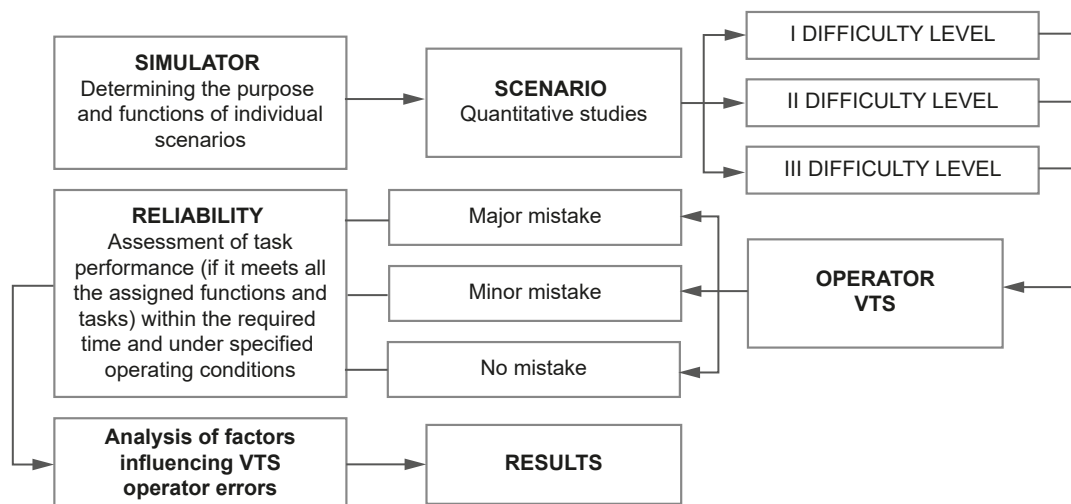 SIMULATOR
Determining the purpose
and functions of individual
scenarios
SCENARIO
Quantitative studies
I DIFFICULTY LEVEL
II DIFFICULTY LEVEL
III DIFFICULTY LEVEL
RELIABILITY
Assessment of task
performance (if it meets all
the assigned functions and
tasks) within the required
time and under specified
operating conditions
Major mistake
Minor mistake
No mistake
OPERATOR
VTS
Analysis of factors
influencing VTS
operator errors
RESULTS